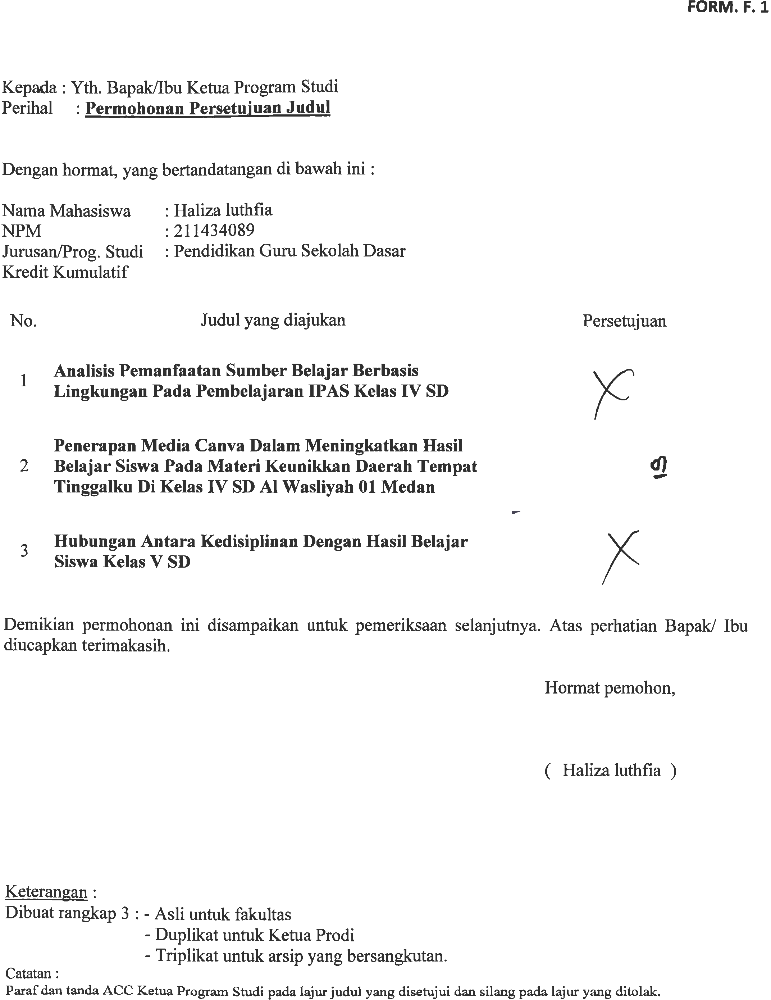 FORM. F. 1
Kepada : Yth. Bapak/Ibu Ketua Program Studi
Perihal : Permohonan Persetujuan Judul
Dengan hormat, yang bertandatangan di bawah ini :
Nama Mahasiswa : Haliza luthfia
NPM : 211434089
Jurusan/Prog. Studi : Pendidikan Guru Sekolah Dasar
Kredit Kumulatif
No. Judul yang diajukan Persetujuan
1 Analisis Pemanfaatan Sumber Belajar Berbasis
Lingkungan Pada Pembelajaran IPAS Kelas IV SD
Penerapan Media Canva Dalam Meningkatkan Hasil
2 Belajar Siswa Pada Materi Keunikkan Daerah Tempat
Tinggalku Di Kelas IV SD Al Wasliyah 01 Medan
3 Hubungan Antara Kedisiplinan Dengan Hasil Belajar
Siswa Kelas V SD
Demikian permohonan ini disampaikan untuk pemeriksaan selanjutnya. Atas perhatian Bapak/ Ibu
diucapkan terimakasih.
Hormat pemohon,
( Haliza luthfia )
Keterangan :
Dibuat rangkap 3 : - Asli untuk fakultas
- Duplikat untuk Ketua Prodi
- Triplikat untuk arsip yang bersangkutan.
Catatan :
Paraf dan tanda ACC Ketua Program Studi pada lajur judul yang disetujui dan silang pada lajur yang ditolak.